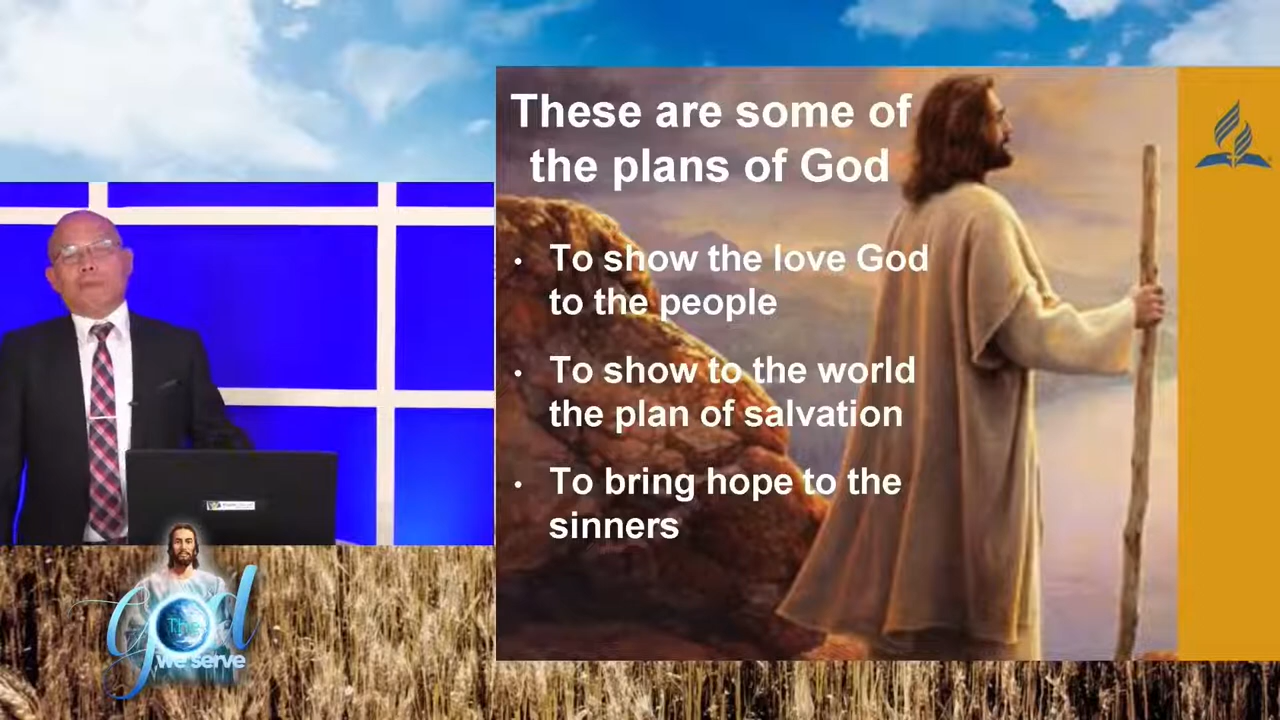 These are some of
the plans of God
• To show the love God
to the people
• To show to the world
the plan of salvation
• To bring hope to the
sinners
The
God
we serve